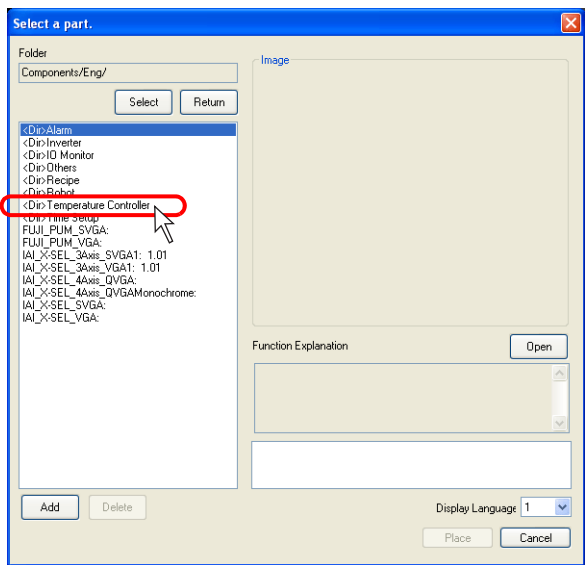 Select a part.
Folder
Components/Eng/
Select
Return
<Dir>Alarm
<Dir>Inverter
<Dir>IO Monitor
<Dir>Others
<Dir>Recipe
<Dir>Robot
<Dir>Temperature Controller
<Dir>Time Setup
FUJI_PUM_SVGA:
FUJI_PUM_VGA:
IAI_X-SEL_3Axis_SVGA1: 1.01
IAI_X-SEL_3Axis_VGA1: 1.01
IAI_X-SEL_4Axis_QVGA:
IAI_X-SEL_4Axis_QVGAMonochrome:
IAI_X-SEL_SVGA:
IAI_X-SEL_VGA:
Add
Delete
Image
Function Explanation
Open
Display Language 1
Place
Cancel